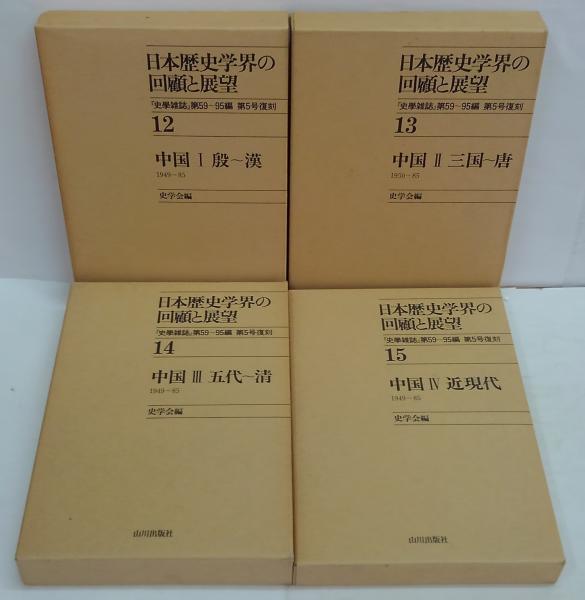 日本歴史学界の
回顧と展望
『史學雑誌』第59〜95編 第5号復刻
12
中国 Ⅰ 殷〜漢
1949〜85
史学会編
日本歴史学界の
回顧と展望
『史學雑誌』第59〜95編 第5号復刻
13
中国 Ⅱ 三国〜唐
1950〜85
史学会編
日本歴史学界の
回顧と展望
『史學雑誌』第59〜95編 第5号復刻
14
中国 Ⅲ 五代〜清
1949〜85
史学会編
山川出版社
日本歴史学界の
回顧と展望
『史學雑誌』第59〜95編 第5号復刻
15
中国 Ⅳ 近現代
1949〜85
史学会編
山川出版社